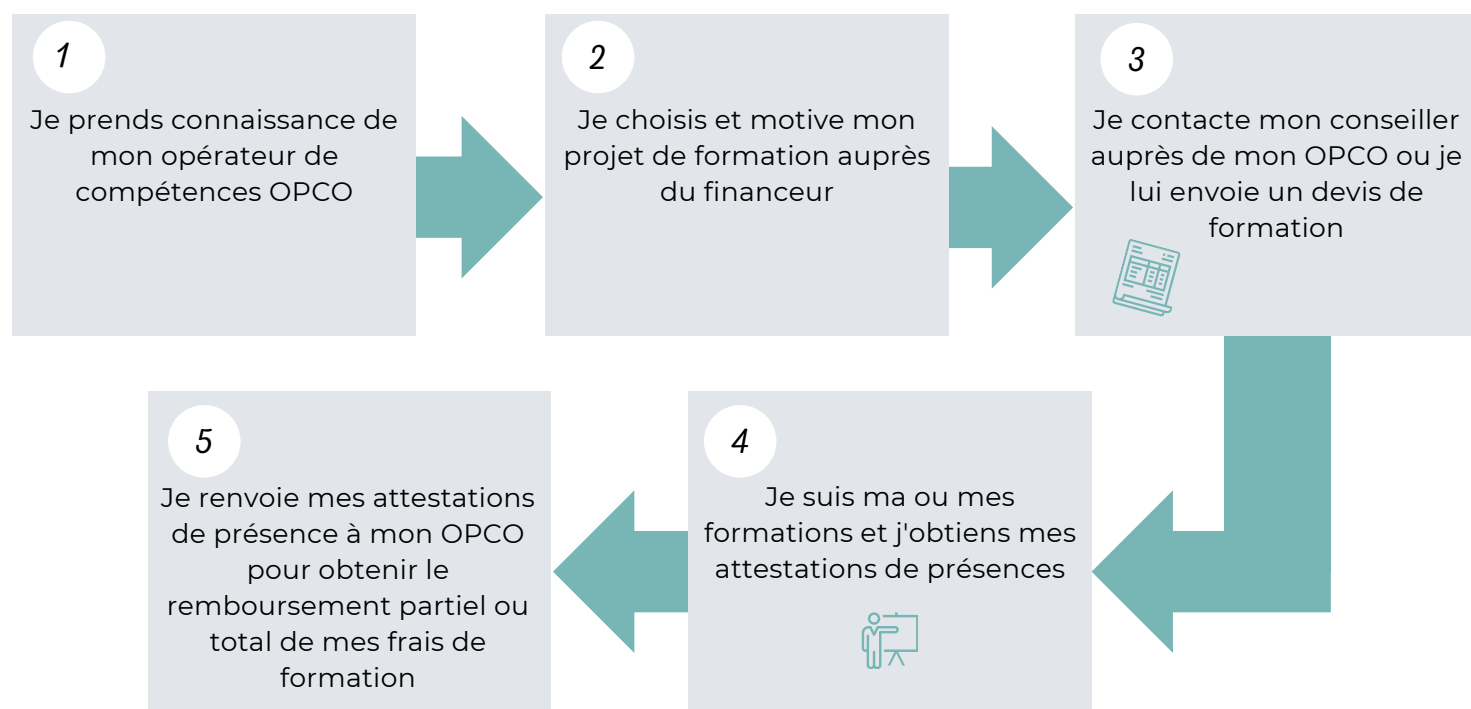 1
Je prends connaissance de
mon opérateur de
compétences OPCO
2
Je choisis et motive mon
projet de formation auprès
du financeur
3
Je contacte mon conseiller
auprès de mon OPCO ou je
lui envoie un devis de
formation
4
Je suis ma ou mes
formations et j'obtiens mes
attestations de présences
5
Je renvoie mes attestations
de présence à mon OPCO
pour obtenir le
remboursement partiel ou
total de mes frais de
formation